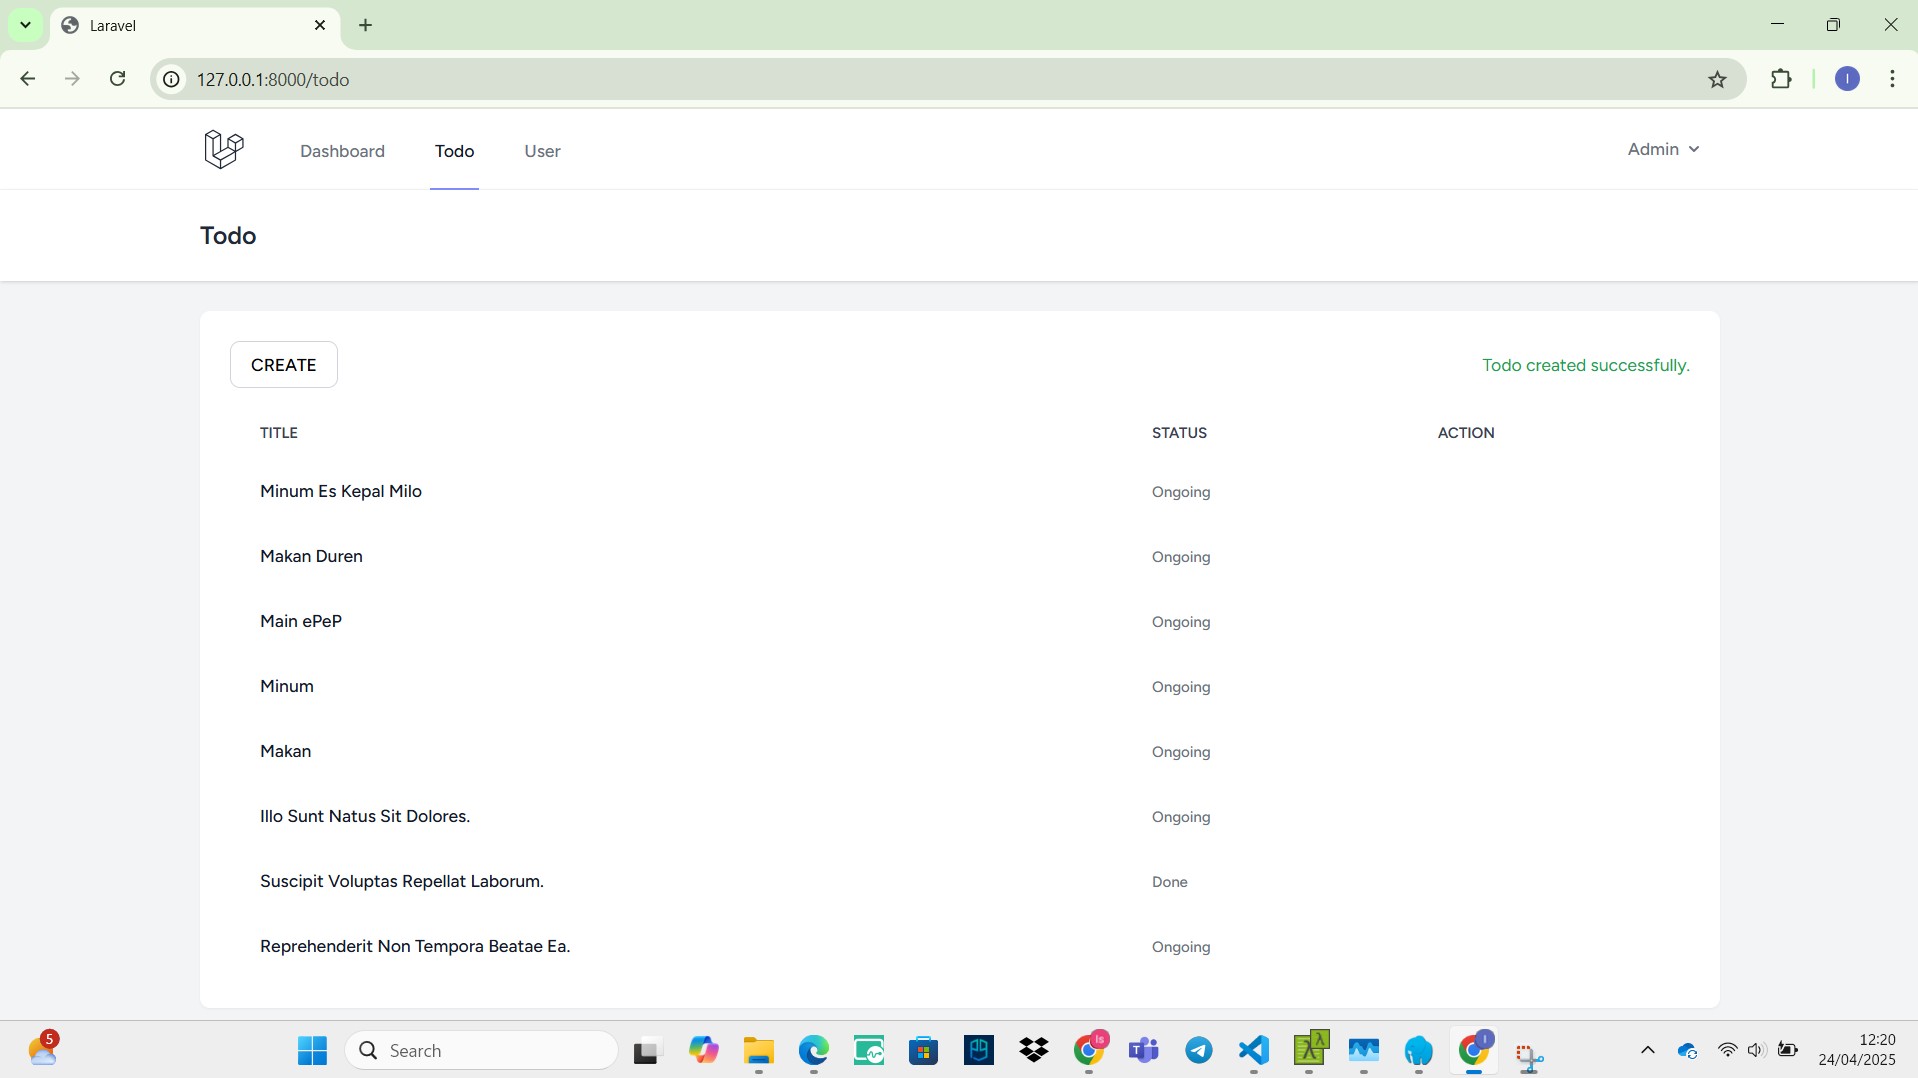 Laravel
127.0.0.1:8000/todo
I
Dashboard Todo User Admin
Todo
CREATE Todo created successfully.
TITLE STATUS ACTION
Minum Es Kepal Milo Ongoing
Makan Duren Ongoing
Main ePeP Ongoing
Minum Ongoing
Makan Ongoing
Illo Sunt Natus Sit Dolores. Ongoing
Suscipit Voluptas Repellat Laborum. Done
Reprehenderit Non Tempora Beatae Ea. Ongoing
5 Search 12:20
24/04/2025